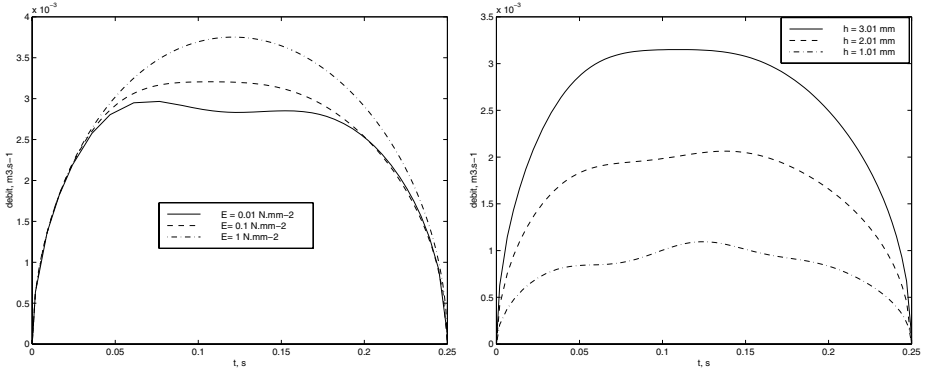 x 10−3
4
3.5
3
2.5
2
1.5
1
0.5
0
debit, m3.s−1
E = 0.01 N.mm−2
E= 0.1 N.mm−2
E= 1 N.mm−2
0 0.05 0.1 0.15 0.2 0.25
t, s
x 10−3
3.5
3
2.5
2
1.5
1
0.5
0
debit, m3.s−1
h = 3.01 mm
h = 2.01 mm
h = 1.01 mm
0 0.05 0.1 0.15 0.2 0.25
t, s